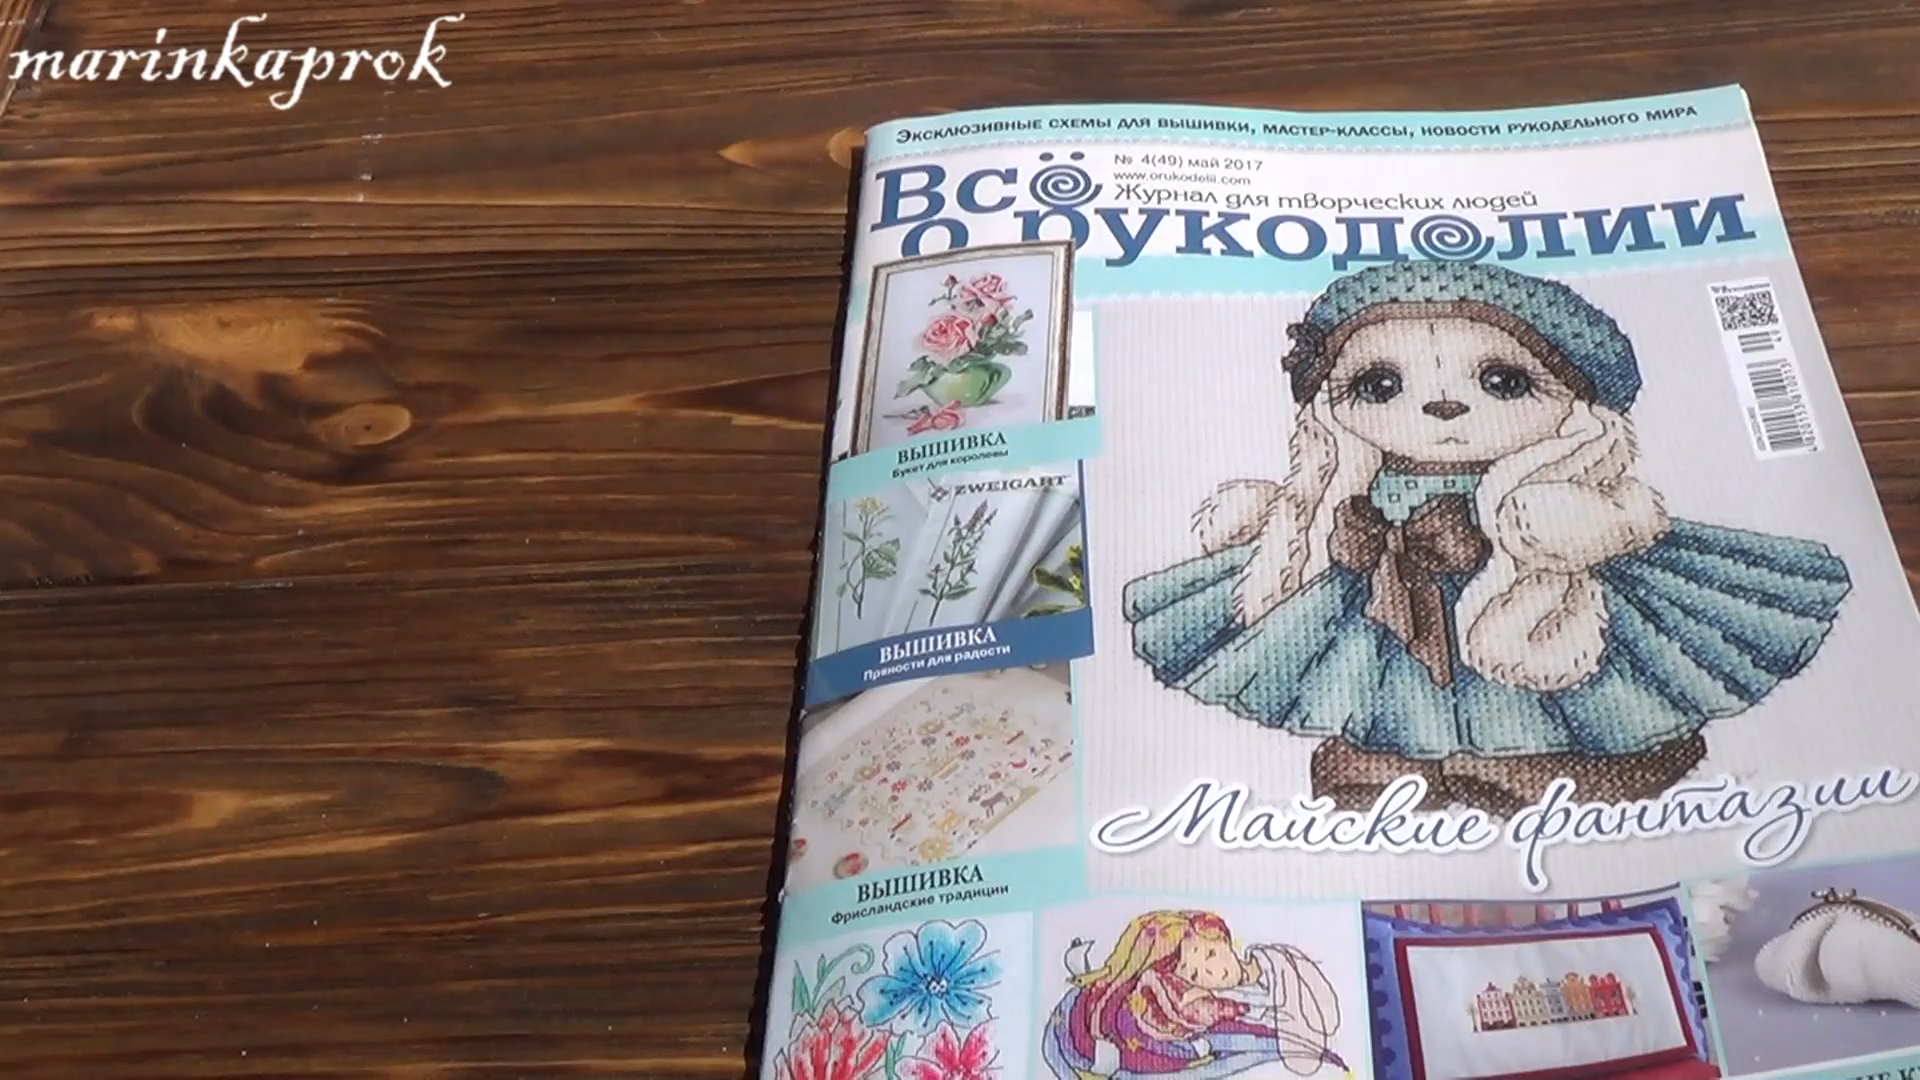 marinkaprok
Эксклюзивные схемы для вышивки, мастер-классы, новости рукодельного мира
№ 4(49) май 2017
www.orukodelii.com
Журнал для творческих людей
Всё
о рукоделии
ВЫШИВКА
Букет для королевы
ZWEIGART
ВЫШИВКА
Пряности для радости
ВЫШИВКА
Фрисландские традиции
Майские фантазии